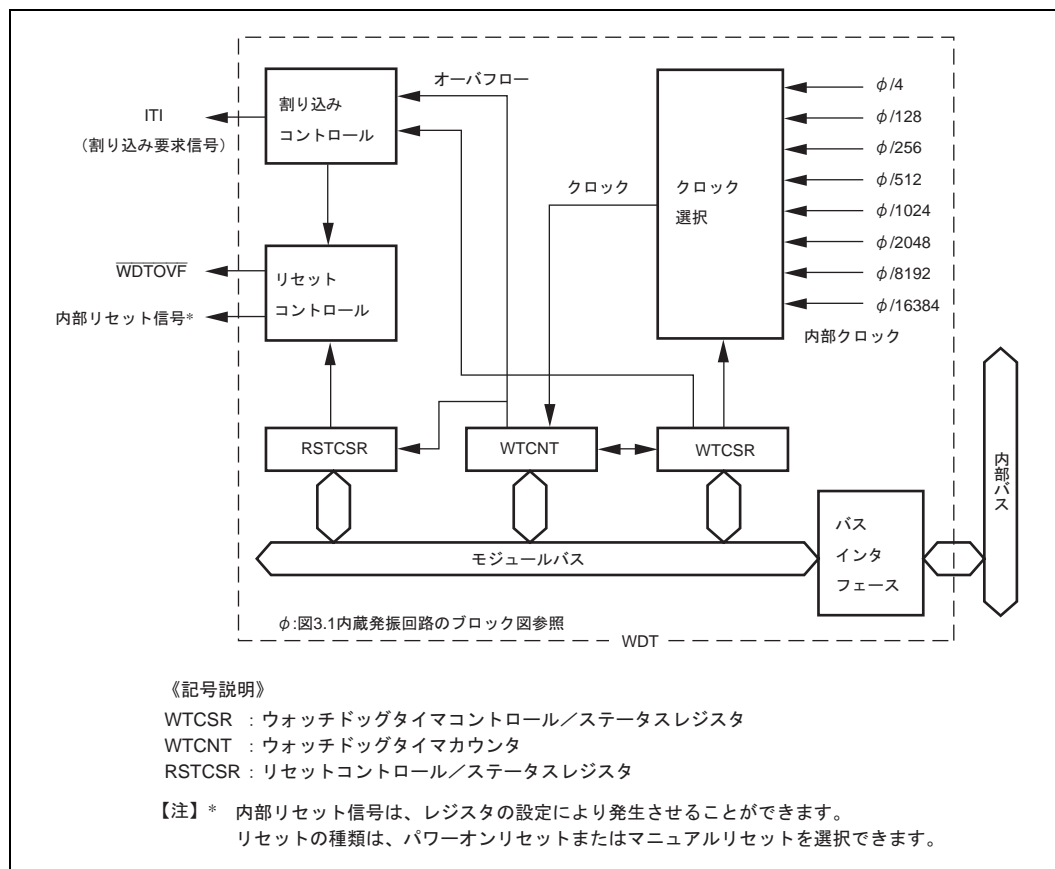 オーバフロー
割り込み
コントロール
ITI
（割り込み要求信号）
クロック
クロック
選択
φ/4
φ/128
φ/256
φ/512
φ/1024
φ/2048
φ/8192
φ/16384
内部クロック
WDTOVF
内部リセット信号*
リセット
コントロール
RSTCSR
WTCNT
WTCSR
モジュールバス
バス
インタ
フェース
内部バス
φ:図3.1内蔵発振回路のブロック図参照
WDT
《記号説明》
WTCSR ：ウォッチドッグタイマコントロール／ステータスレジスタ
WTCNT ：ウォッチドッグタイマカウンタ
RSTCSR：リセットコントロール／ステータスレジスタ
【注】* 内部リセット信号は、レジスタの設定により発生させることができます。
リセットの種類は、パワーオンリセットまたはマニュアルリセットを選択できます。